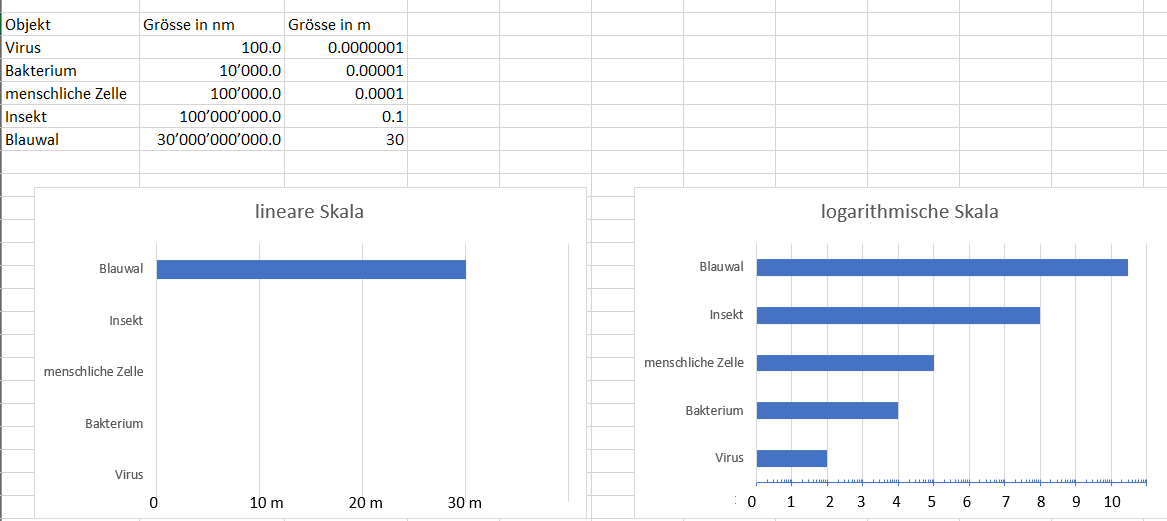 Objekt Grösse in nm Grösse in m
Virus 100.0 0.0000001
Bakterium 10’000.0 0.00001
menschliche Zelle 100’000.0 0.0001
Insekt 100’000’000.0 0.1
Blauwal 30’000’000’000.0 30
lineare Skala
Blauwal
Insekt
menschliche Zelle
Bakterium
Virus
0 10 m 20 m 30 m
logarithmische Skala
Blauwal
Insekt
menschliche Zelle
Bakterium
Virus
0 1 2 3 4 5 6 7 8 9 10